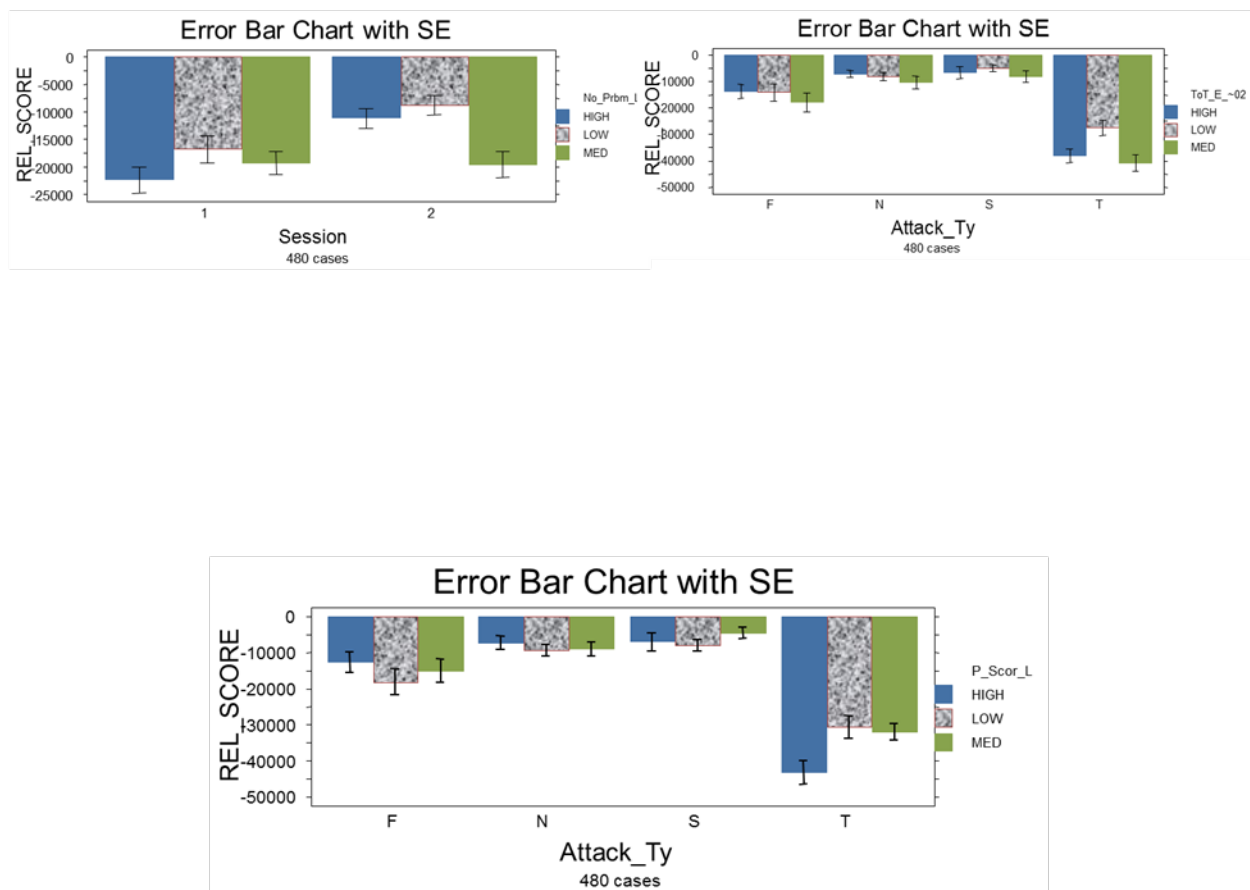 Error Bar Chart with SE
REL_SCORE
0
-5000
-10000
-15000
-20000
-25000
1
2
Session
480 cases
No_Prbm_L
HIGH
LOW
MED
Error Bar Chart with SE
REL_SCORE
0
-10000
-20000
-30000
-40000
-50000
F
N
S
T
Attack_Ty
480 cases
ToT_E_~02
HIGH
LOW
MED
Error Bar Chart with SE
REL_SCORE
0
-10000
-20000
-30000
-40000
-50000
F
N
S
T
Attack_Ty
480 cases
P_Scor_L
HIGH
LOW
MED